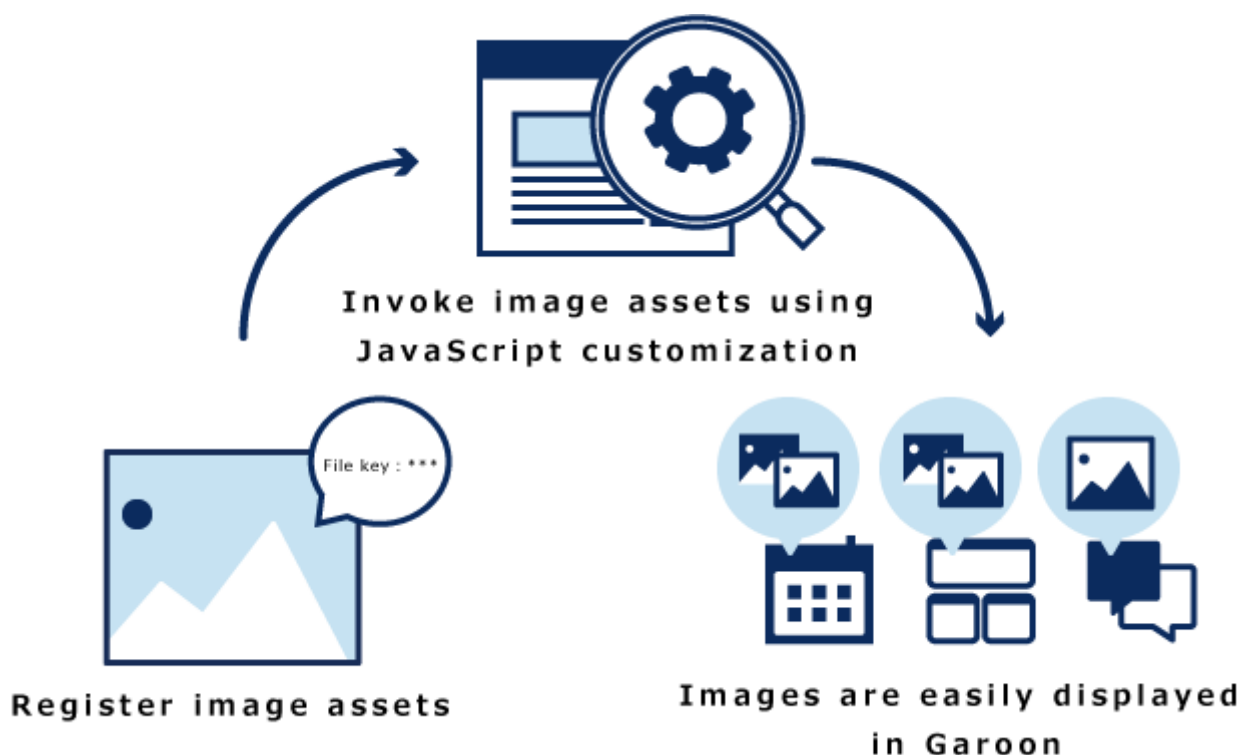 Invoke image assets using
JavaScript customization
File key : ***
Register image assets
Images are easily displayed
in Garoon